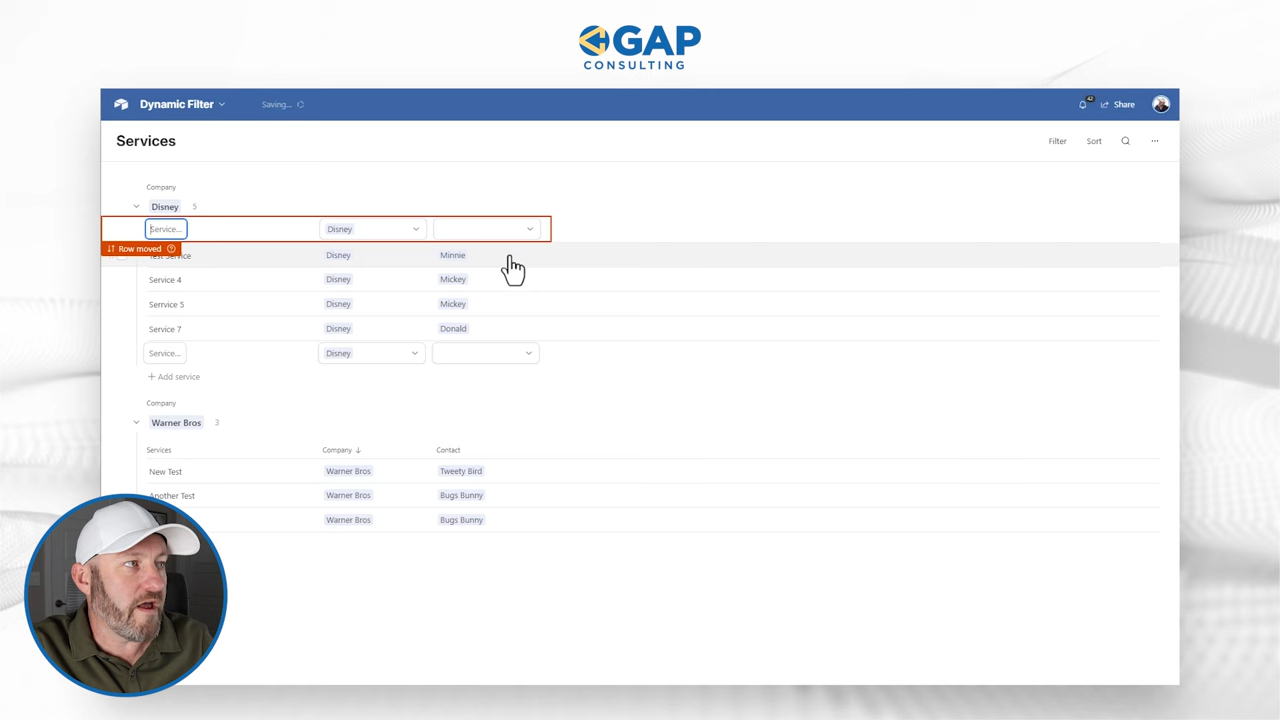 GAP
CONSULTING
Dynamic Filter
Saving...
42
Share
Services
Filter
Sort
Company
Disney 5
Service...
Disney
Row moved
Test Service Disney Minnie
Service 4 Disney Mickey
Serrvice 5 Disney Mickey
Service 7 Disney Donald
Service... Disney
+ Add service
Company
Warner Bros 3
Services Company Contact
New Test Warner Bros Tweety Bird
Another Test Warner Bros Bugs Bunny
Warner Bros Bugs Bunny